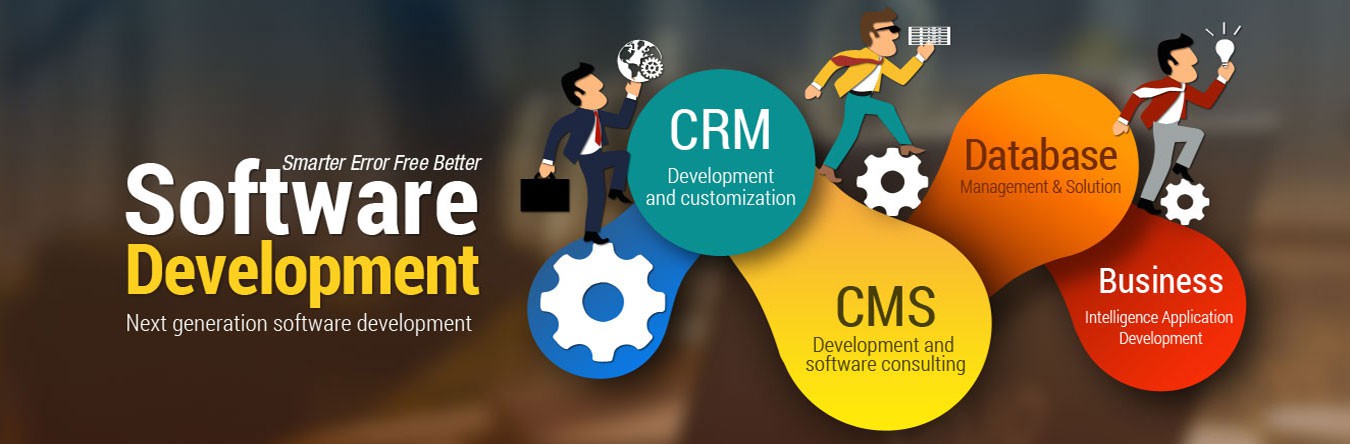 Smarter Error Free Better
Software
Development
Next generation software development
CRM
Development
and customization
CMS
Development and
software consulting
Database
Management & Solution
Business
Intelligence Application
Development